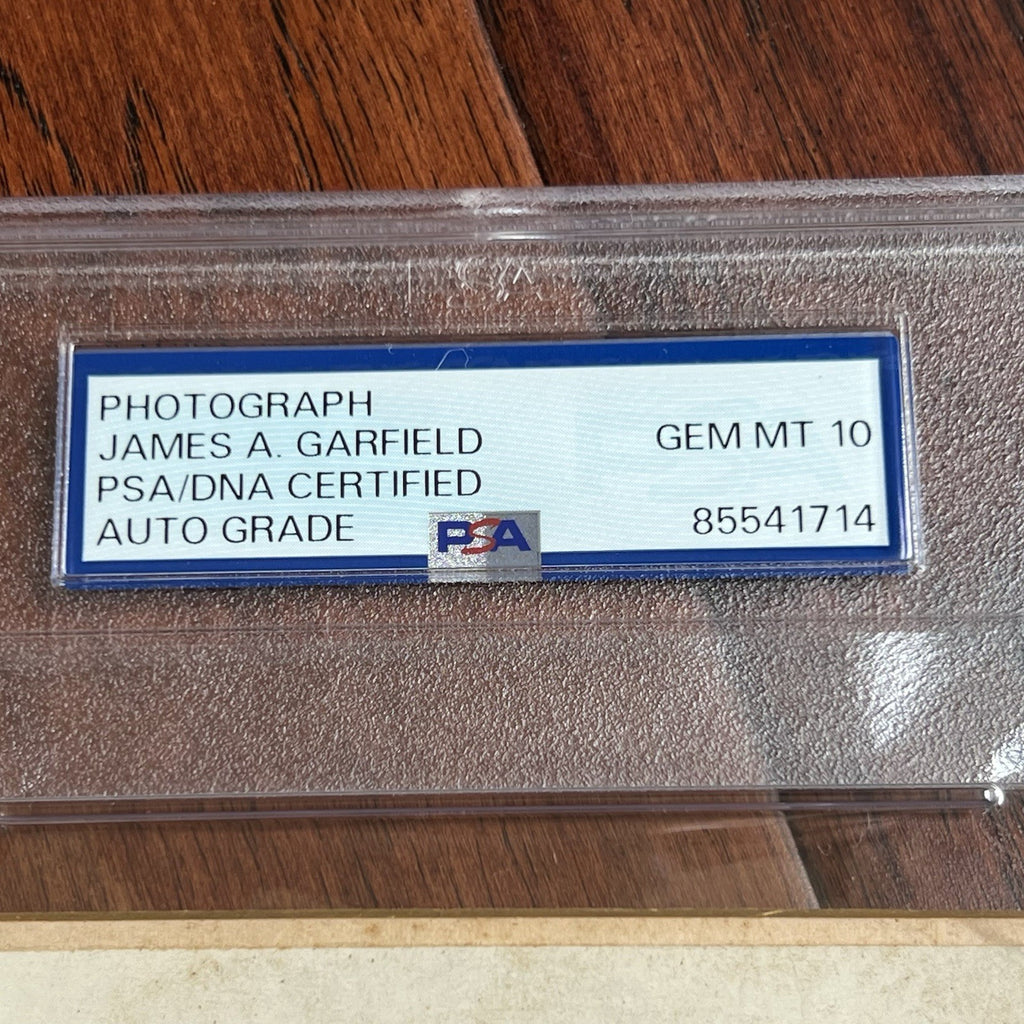 PHOTOGRAPH
JAMES A. GARFIELD GEM MT 10
PSA/DNA CERTIFIED
AUTO GRADE 85541714
PSA